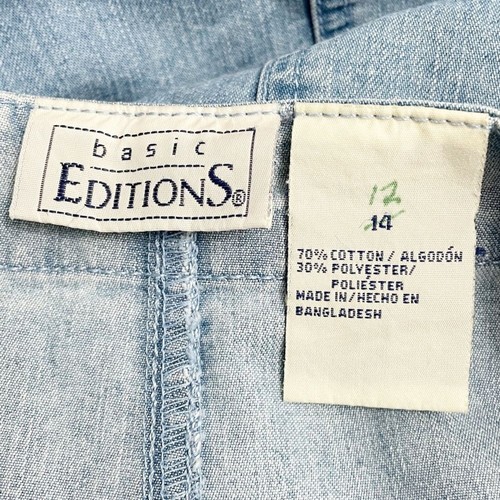 basic
EDITIONS®
12
14
70% COTTON / ALGODÓN
30% POLYESTER/
POLIÉSTER
MADE IN/HECHO EN
BANGLADESH